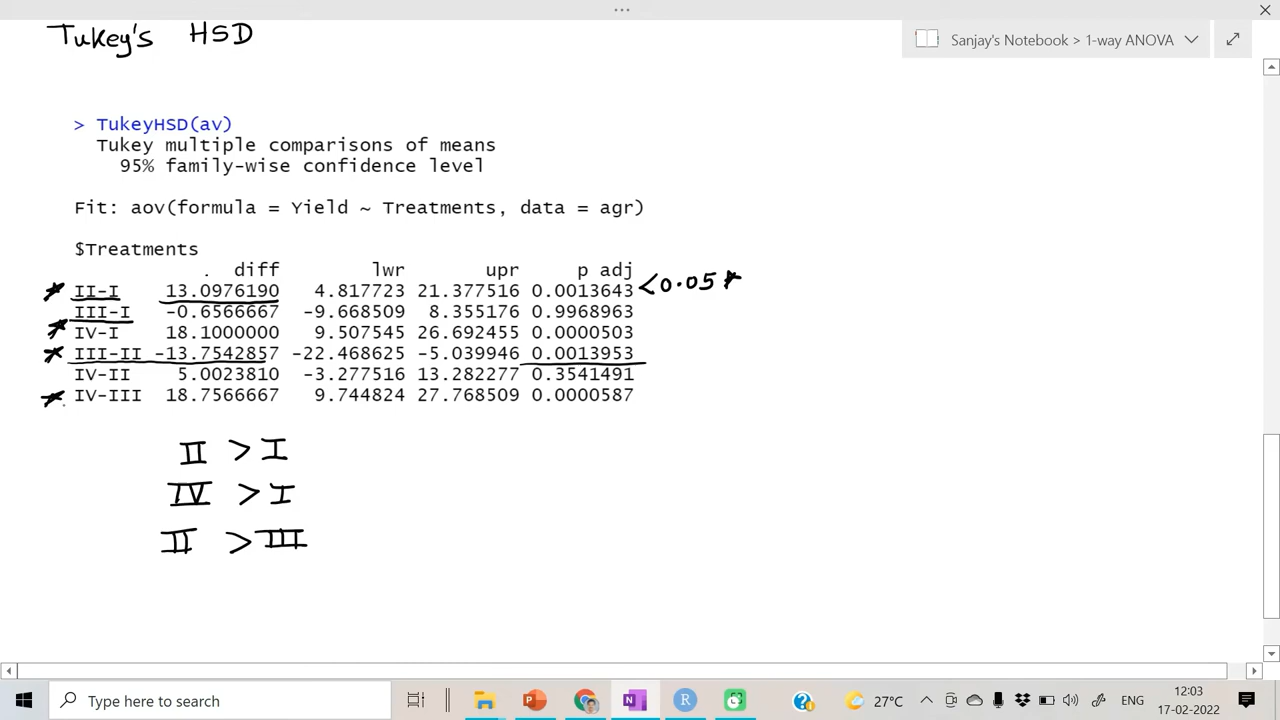 Tukey's HSD
Sanjay's Notebook > 1-way ANOVA
> TukeyHSD(av)
Tukey multiple comparisons of means
95% family-wise confidence level
Fit: aov(formula = Yield ~ Treatments, data = agr)
$Treatments
diff lwr upr p adj
II-I 13.0976190 4.817723 21.377516 0.0013643 <0.05 *
III-I -0.6566667 -9.668509 8.355176 0.9968963
* IV-I 18.1000000 9.507545 26.692455 0.0000503
* III-II -13.7542857 -22.468625 -5.039946 0.0013953
IV-II 5.0023810 -3.277516 13.282277 0.3541491
* IV-III 18.7566667 9.744824 27.768509 0.0000587
II > I
IV > I
II > III
Type here to search
27°C
ENG
12:03
17-02-2022